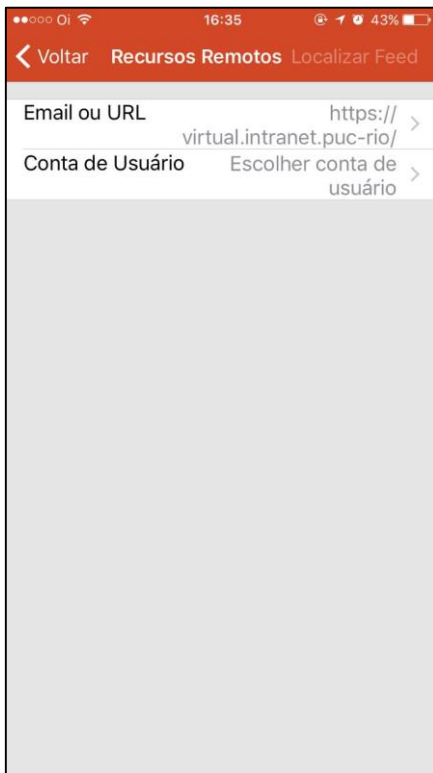 Oi 16:35 43%
Voltar Recursos Remotos Localizar Feed
Email ou URL https://
virtual.intranet.puc-rio/
Conta de Usuário Escolher conta de
usuário